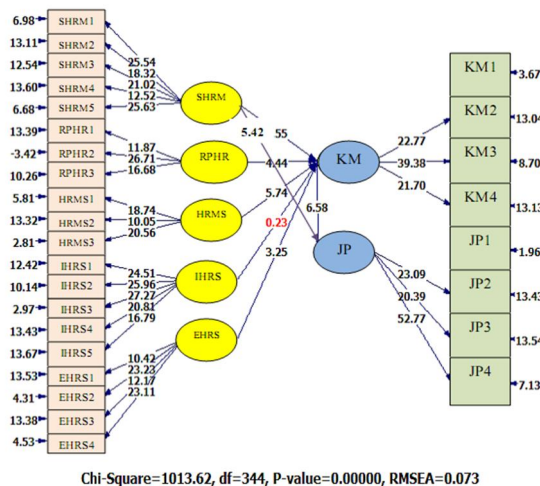 6.98 SHRM1
13.11 SHRM2
12.54 SHRM3
13.60 SHRM4
6.68 SHRM5
13.39 RPHR1
-3.42 RPHR2
10.26 RPHR3
5.81 HRMS1
13.32 HRMS2
2.81 HRMS3
12.42 IHRS1
10.14 IHRS2
2.97 IHRS3
13.43 IHRS4
13.67 IHRS5
13.53 EHRS1
4.31 EHRS2
13.38 EHRS3
4.53 EHRS4
25.54
18.32
21.02
12.52
25.63
11.87
26.71
16.68
18.74
10.05
20.56
24.51
25.96
27.27
20.81
16.79
10.42
23.23
12.17
23.11
SHRM
RPHR
HRMS
IHRS
EHRS
55
5.42
4.44
5.74
0.23
3.25
6.58
KM
JP
22.77
39.38
21.70
23.09
20.39
52.77
KM1 3.67
KM2 13.04
KM3 8.70
KM4 13.13
JP1 1.96
JP2 13.43
JP3 13.54
JP4 7.13
Chi-Square=1013.62, df=344, P-value=0.00000, RMSEA=0.073